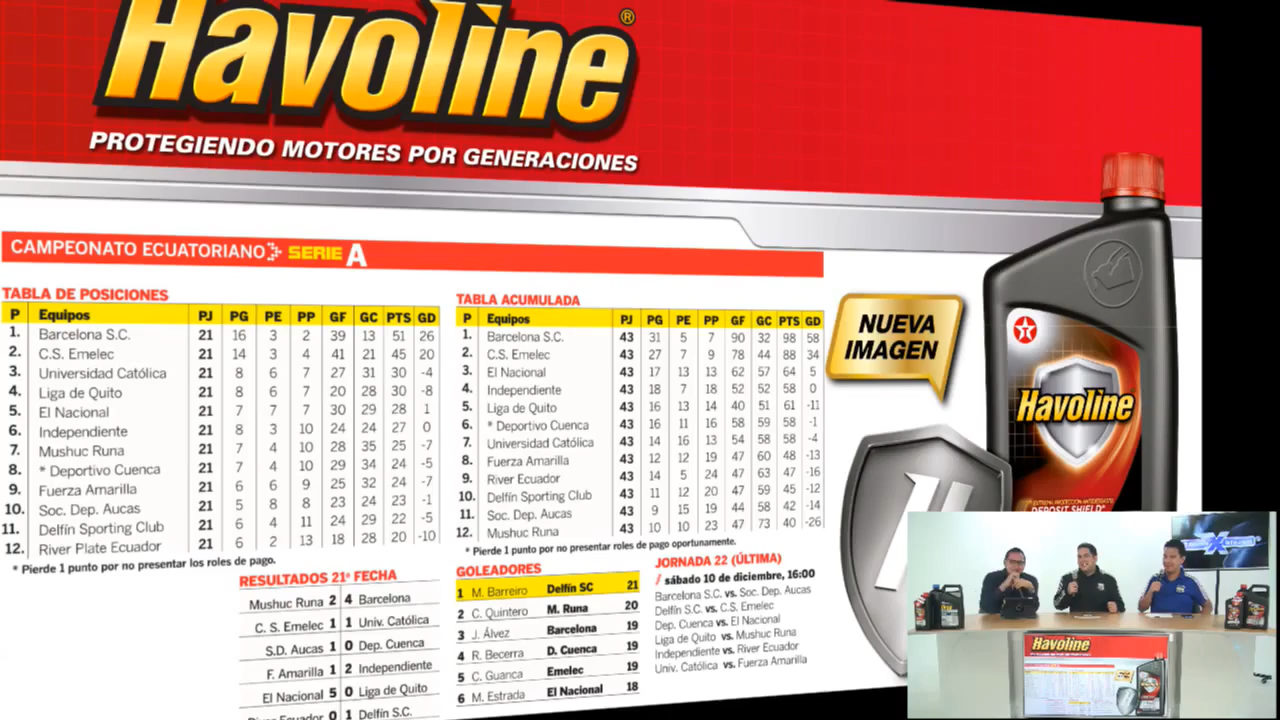 Havoline®
PROTEGIENDO MOTORES POR GENERACIONES
CAMPEONATO ECUATORIANO SERIE A
TABLA DE POSICIONES
P Equipos PJ PG PE PP GF GC PTS GD
1. Barcelona S.C. 21 16 3 2 39 13 51 26
2. C.S. Emelec 21 14 3 4 41 21 45 20
3. Universidad Católica 21 8 6 7 27 31 30 -4
4. Liga de Quito 21 8 6 7 20 28 30 -8
5. El Nacional 21 7 7 7 30 29 28 1
6. Independiente 21 8 3 10 24 24 27 0
7. Mushuc Runa 21 7 4 10 28 35 25 -7
8. * Deportivo Cuenca 21 7 4 10 29 34 24 -5
9. Fuerza Amarilla 21 6 6 9 25 32 24 -7
10. Soc. Dep. Aucas 21 5 8 8 23 24 23 -1
11. Delfín Sporting Club 21 6 4 11 24 29 22 -5
12. River Plate Ecuador 21 6 2 13 18 28 20 -10
* Pierde 1 punto por no presentar los roles de pago.
TABLA ACUMULADA
P Equipos PJ PG PE PP GF GC PTS GD
1. Barcelona S.C. 43 31 5 7 90 32 98 58
2. C.S. Emelec 43 27 7 9 78 44 88 34
3. El Nacional 43 17 13 13 62 57 64 5
4. Independiente 43 18 7 18 52 52 58 0
5. Liga de Quito 43 16 13 14 40 51 61 -11
6. * Deportivo Cuenca 43 16 11 16 58 59 58 -1
7. Universidad Católica 43 14 16 13 54 58 58 -4
8. Fuerza Amarilla 43 12 12 19 47 60 48 -13
9. River Ecuador 43 14 5 24 47 63 47 -16
10. Delfín Sporting Club 43 11 12 20 47 59 45 -12
11. Soc. Dep. Aucas 43 9 15 19 44 58 42 -14
12. Mushuc Runa 43 10 10 23 47 73 40 -26
* Pierde 1 punto por no presentar roles de pago oportunamente.
RESULTADOS 21ª FECHA
Mushuc Runa 2 4 Barcelona
C. S. Emelec 1 1 Univ. Católica
S.D. Aucas 1 0 Dep. Cuenca
F. Amarilla 1 2 Independiente
El Nacional 5 0 Liga de Quito
River Ecuador 0 1 Delfín S.C.
GOLEADORES
1 M. Barreiro Delfín SC 21
2 C. Quintero M. Runa 20
3 J. Álvez Barcelona 19
4 R. Becerra D. Cuenca 19
5 C. Guanca Emelec 19
6 M. Estrada El Nacional 18
JORNADA 22 (ÚLTIMA)
/ sábado 10 de diciembre, 16:00
Barcelona S.C. vs. Soc. Dep. Aucas
Delfín S.C. vs. C.S. Emelec
Dep. Cuenca vs. El Nacional
Liga de Quito vs. Mushuc Runa
Independiente vs. River Ecuador
Univ. Católica vs. Fuerza Amarilla
NUEVA
IMAGEN
Havoline
DEPOSIT SHIELD
Havoline